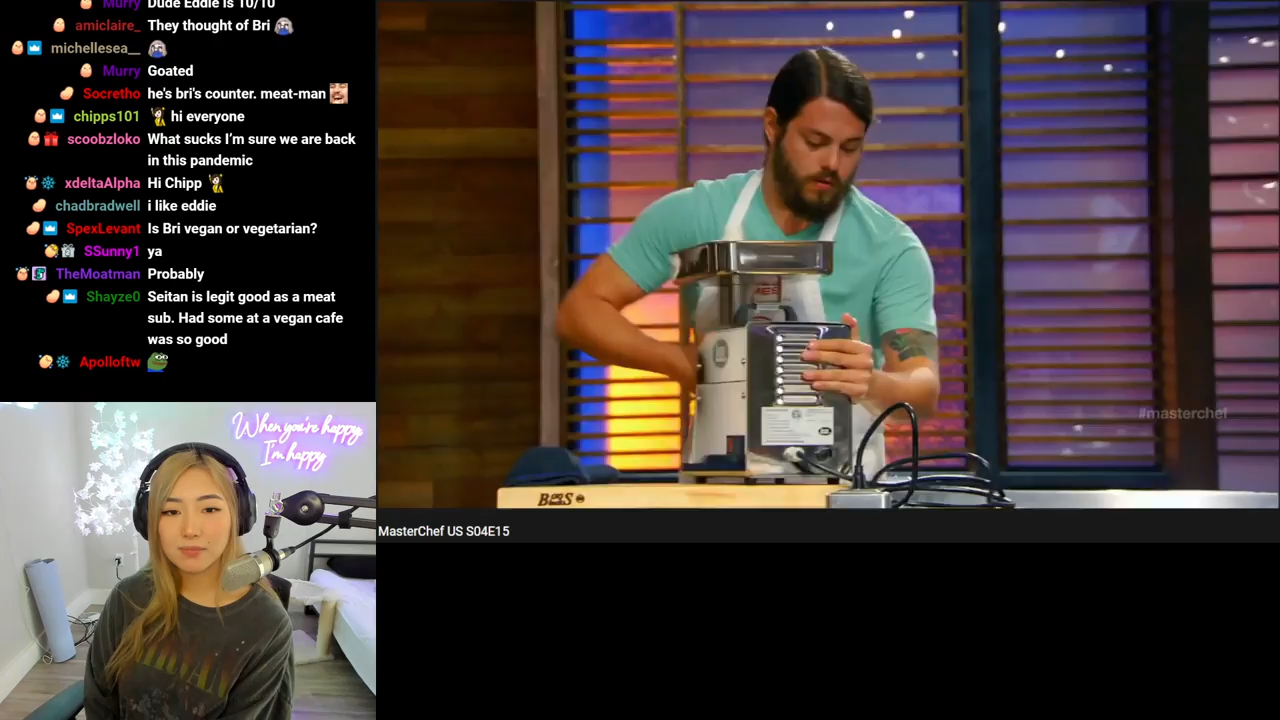 Murry Dude Eddie is 10/10
amiclaire_ They thought of Bri
michellesea__
Murry Goated
Socretho he's bri's counter. meat-man
chipps101 hi everyone
scoobzloko What sucks I'm sure we are back
in this pandemic
xdeltaAlpha Hi Chipp
chadbradwell i like eddie
SpexLevant Is Bri vegan or vegetarian?
SSunny1 ya
TheMoatman Probably
Shayze0 Seitan is legit good as a meat
sub. Had some at a vegan cafe
was so good
Apolloftw
When you're happy
I'm happy
#masterchef
MasterChef US S04E15